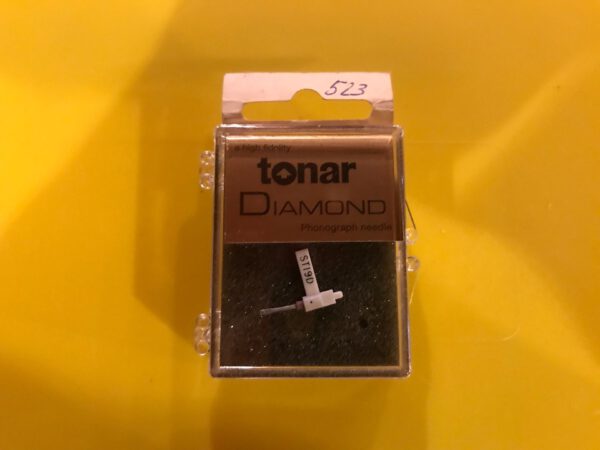 523
a high fidelity
tonar
DIAMOND
Phonograph needle
ST19D